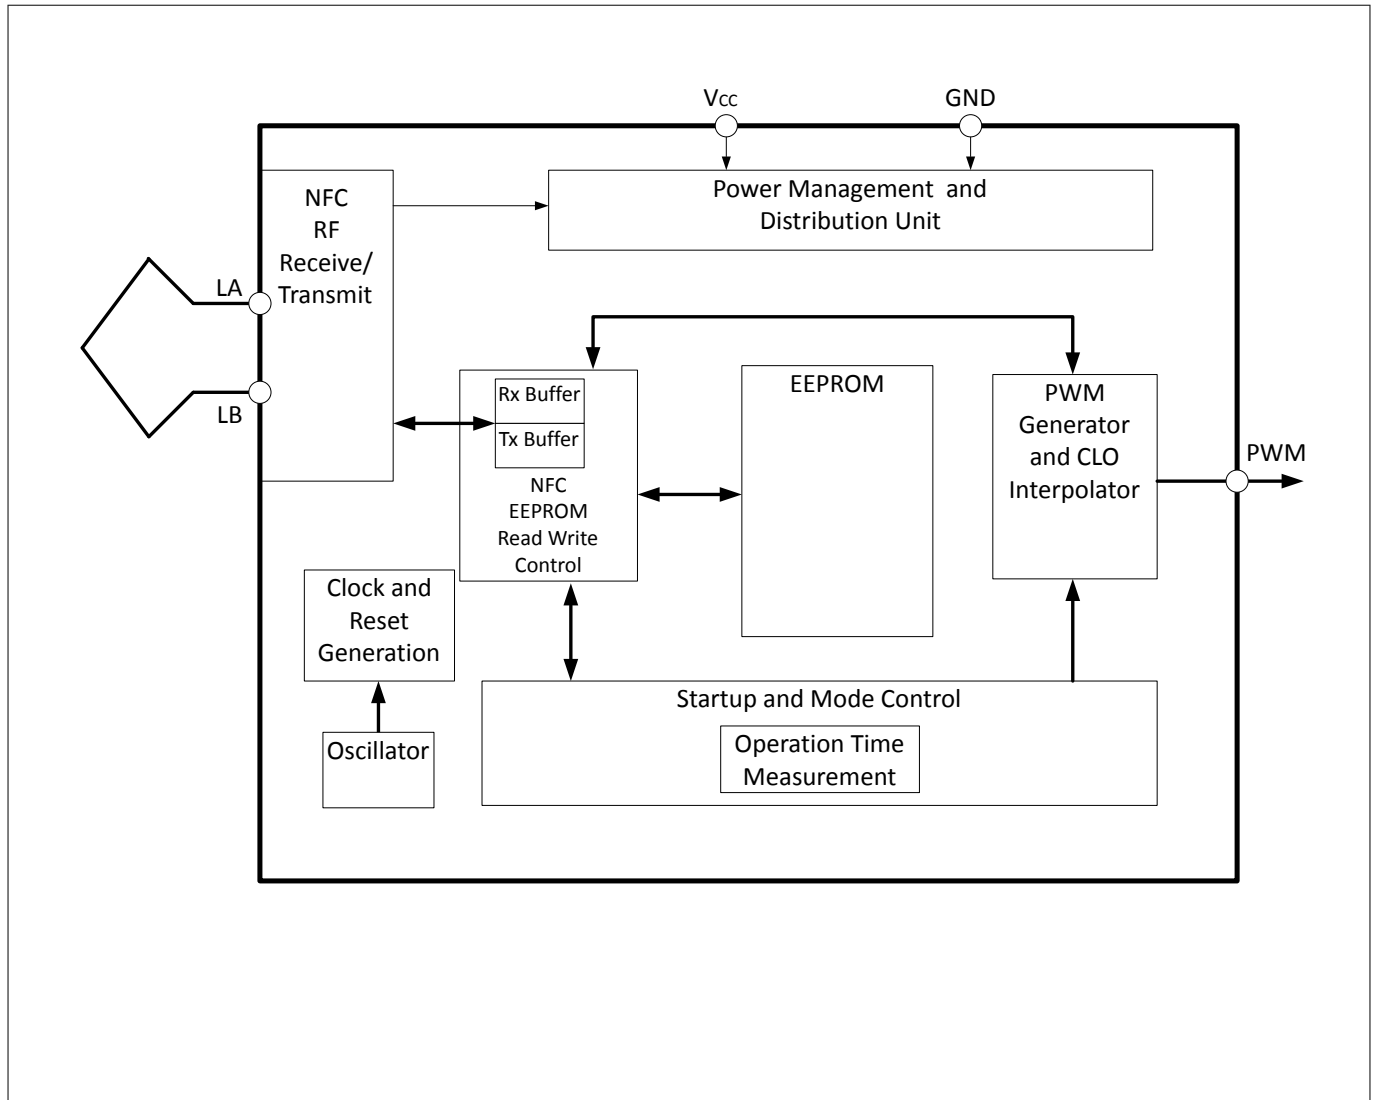 Vcc
GND
NFC
RF
Receive/
Transmit
Power Management and
Distribution Unit
LA
LB
Rx Buffer
Tx Buffer
NFC
EEPROM
Read Write
Control
EEPROM
PWM
Generator
and CLO
Interpolator
PWM
Clock and
Reset
Generation
Oscillator
Startup and Mode Control
Operation Time
Measurement